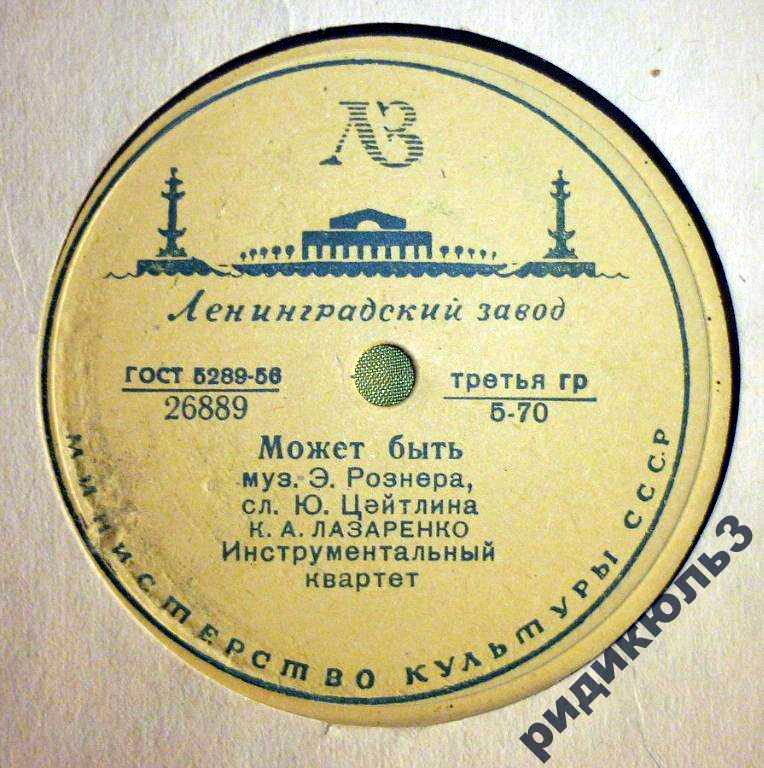 ЛЗ
Ленинградский завод
ГОСТ 5289-56
26889
третья гр
5-70
Может быть
муз. Э. Рознера,
сл. Ю. Цейтлина
К. А. ЛАЗАРЕНКО
Инструментальный
квартет
МИНИСТЕРСТВО КУЛЬТУРЫ СССР
ридикюль3